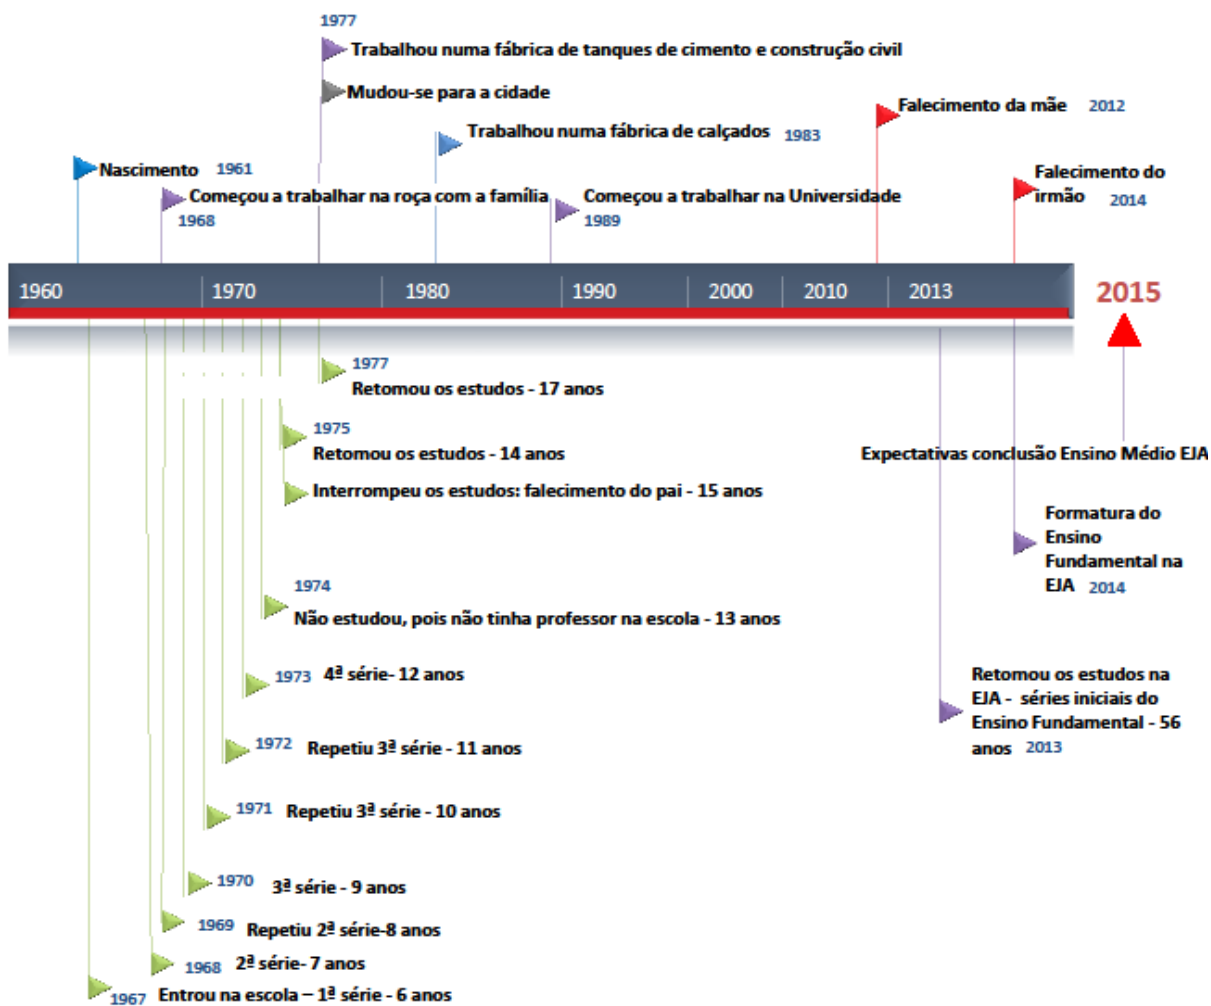 1977
Trabalhou numa fábrica de tanques de cimento e construção civil
Mudou-se para a cidade
Falecimento da mãe 2012
Trabalhou numa fábrica de calçados 1983
Nascimento 1961
Falecimento do
irmão 2014
Começou a trabalhar na roça com a família
1968
Começou a trabalhar na Universidade
1989
1960 1970 1980 1990 2000 2010 2013 2015
1977
Retomou os estudos - 17 anos
1975
Retomou os estudos - 14 anos
Expectativas conclusão Ensino Médio EJA
Interrompeu os estudos: falecimento do pai - 15 anos
Formatura do
Ensino
Fundamental na
EJA 2014
1974
Não estudou, pois não tinha professor na escola - 13 anos
1973 4ª série- 12 anos
Retomou os estudos na
EJA - séries iniciais do
Ensino Fundamental - 56
anos 2013
1972 Repetiu 3ª série - 11 anos
1971 Repetiu 3ª série - 10 anos
1970 3ª série - 9 anos
1969 Repetiu 2ª série-8 anos
1968 2ª série- 7 anos
1967 Entrou na escola – 1ª série - 6 anos